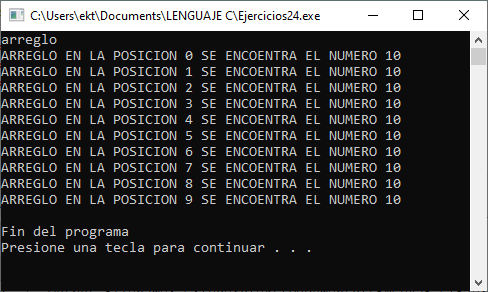 C:\Users\ekt\Documents\LENGUAJE C\Ejercicios24.exe
arreglo
ARREGLO EN LA POSICION 0 SE ENCOENTRA EL NUMERO 10
ARREGLO EN LA POSICION 1 SE ENCOENTRA EL NUMERO 10
ARREGLO EN LA POSICION 2 SE ENCOENTRA EL NUMERO 10
ARREGLO EN LA POSICION 3 SE ENCOENTRA EL NUMERO 10
ARREGLO EN LA POSICION 4 SE ENCOENTRA EL NUMERO 10
ARREGLO EN LA POSICION 5 SE ENCOENTRA EL NUMERO 10
ARREGLO EN LA POSICION 6 SE ENCOENTRA EL NUMERO 10
ARREGLO EN LA POSICION 7 SE ENCOENTRA EL NUMERO 10
ARREGLO EN LA POSICION 8 SE ENCOENTRA EL NUMERO 10
ARREGLO EN LA POSICION 9 SE ENCOENTRA EL NUMERO 10
Fin del programa
Presione una tecla para continuar . . .